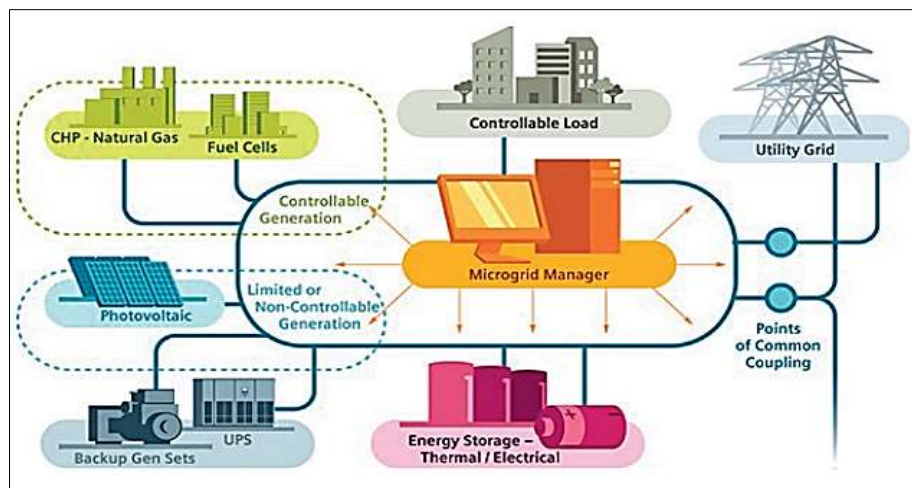 CHP - Natural Gas
Fuel Cells
Controllable Load
Utility Grid
Controllable
Generation
Microgrid Manager
Limited or
Non-Controllable
Generation
Photovoltaic
Points
of Common
Coupling
Backup Gen Sets
UPS
Energy Storage –
Thermal / Electrical